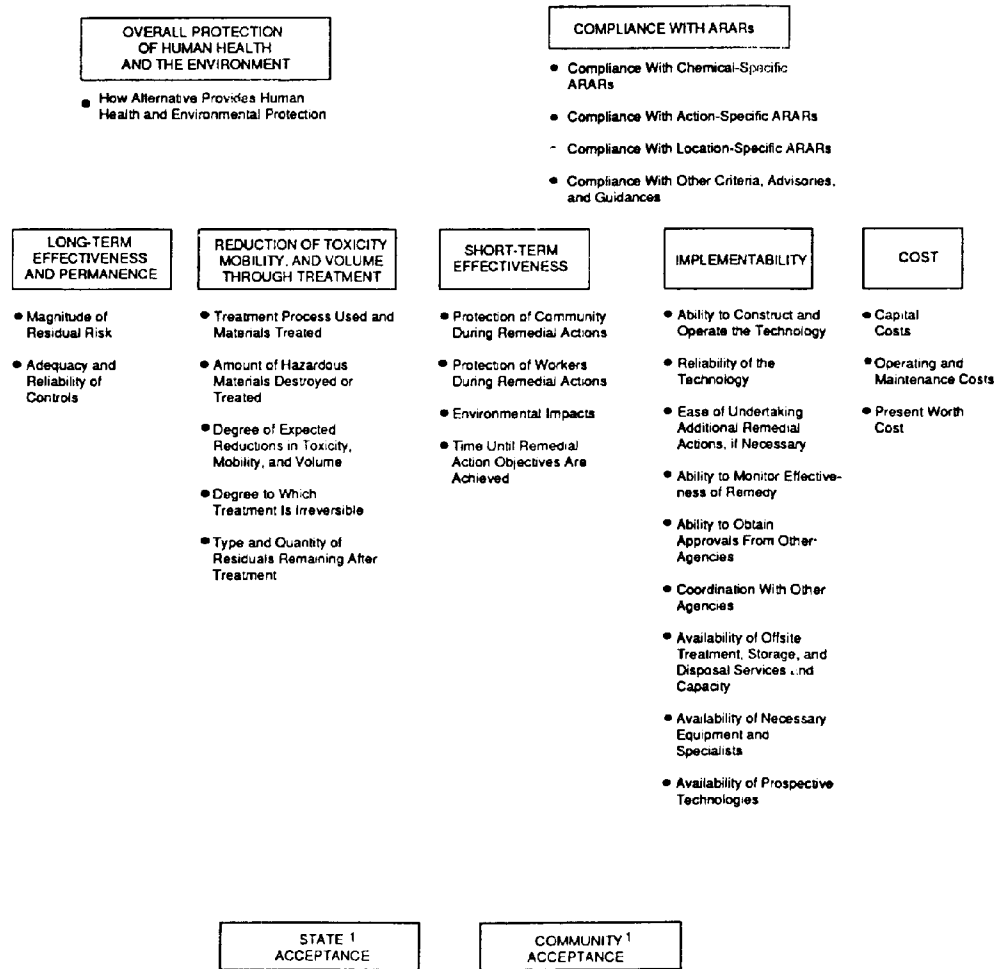 OVERALL PROTECTION
OF HUMAN HEALTH
AND THE ENVIRONMENT
● How Alternative Provides Human
Health and Environmental Protection
COMPLIANCE WITH ARARs
● Compliance With Chemical-Specific
ARARs
● Compliance With Action-Specific ARARs
- Compliance With Location-Specific ARARs
● Compliance With Other Criteria, Advisories,
and Guidances
LONG-TERM
EFFECTIVENESS
AND PERMANENCE
● Magnitude of
Residual Risk
● Adequacy and
Reliability of
Controls
REDUCTION OF TOXICITY
MOBILITY, AND VOLUME
THROUGH TREATMENT
● Treatment Process Used and
Materials Treated
● Amount of Hazardous
Materials Destroyed or
Treated
● Degree of Expected
Reductions in Toxicity,
Mobility, and Volume
● Degree to Which
Treatment Is Irreversible
● Type and Quantity of
Residuals Remaining After
Treatment
SHORT-TERM
EFFECTIVENESS
● Protection of Community
During Remedial Actions
● Protection of Workers
During Remedial Actions
● Environmental Impacts
● Time Until Remedial
Action Objectives Are
Achieved
IMPLEMENTABILITY
● Ability to Construct and
Operate the Technology
● Reliability of the
Technology
● Ease of Undertaking
Additional Remedial
Actions, if Necessary
● Ability to Monitor Effective-
ness of Remedy
● Ability to Obtain
Approvals From Other
Agencies
● Coordination With Other
Agencies
● Availability of Offsite
Treatment, Storage, and
Disposal Services and
Capacity
● Availability of Necessary
Equipment and
Specialists
● Availability of Prospective
Technologies
COST
● Capital
Costs
● Operating and
Maintenance Costs
● Present Worth
Cost
STATE 1
ACCEPTANCE
COMMUNITY 1
ACCEPTANCE